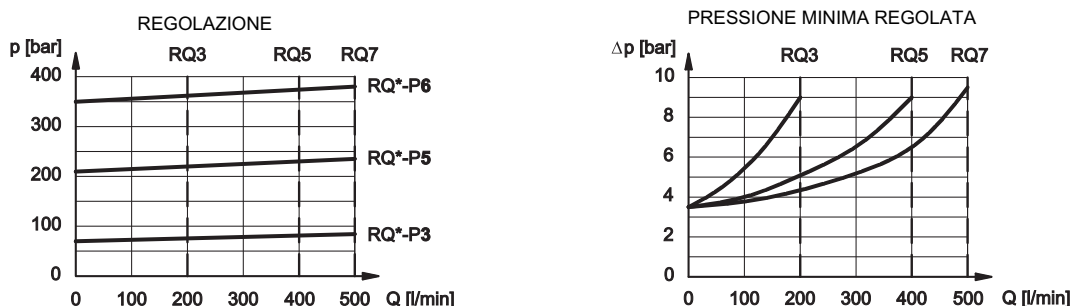 REGOLAZIONE
p [bar]
RQ3 RQ5 RQ7
400
300
200
100
0
RQ*-P6
RQ*-P5
RQ*-P3
0 100 200 300 400 500 Q [l/min]
PRESSIONE MINIMA REGOLATA
Δp [bar]
RQ3 RQ5 RQ7
10
8
6
4
2
0
0 100 200 300 400 500 Q [l/min]